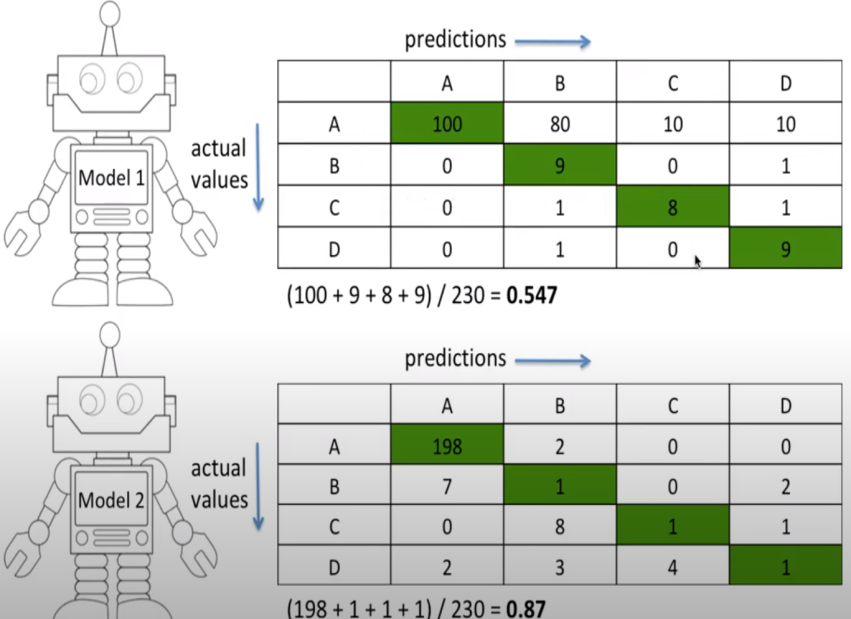 predictions
A B C D
A 100 80 10 10
B 0 9 0 1
C 0 1 8 1
D 0 1 0 9
actual
values
Model 1
(100 + 9 + 8 + 9) / 230 = 0.547
predictions
A B C D
A 198 2 0 0
B 7 1 0 2
C 0 8 1 1
D 2 3 4 1
actual
values
Model 2
(198 + 1 + 1 + 1) / 230 = 0.87